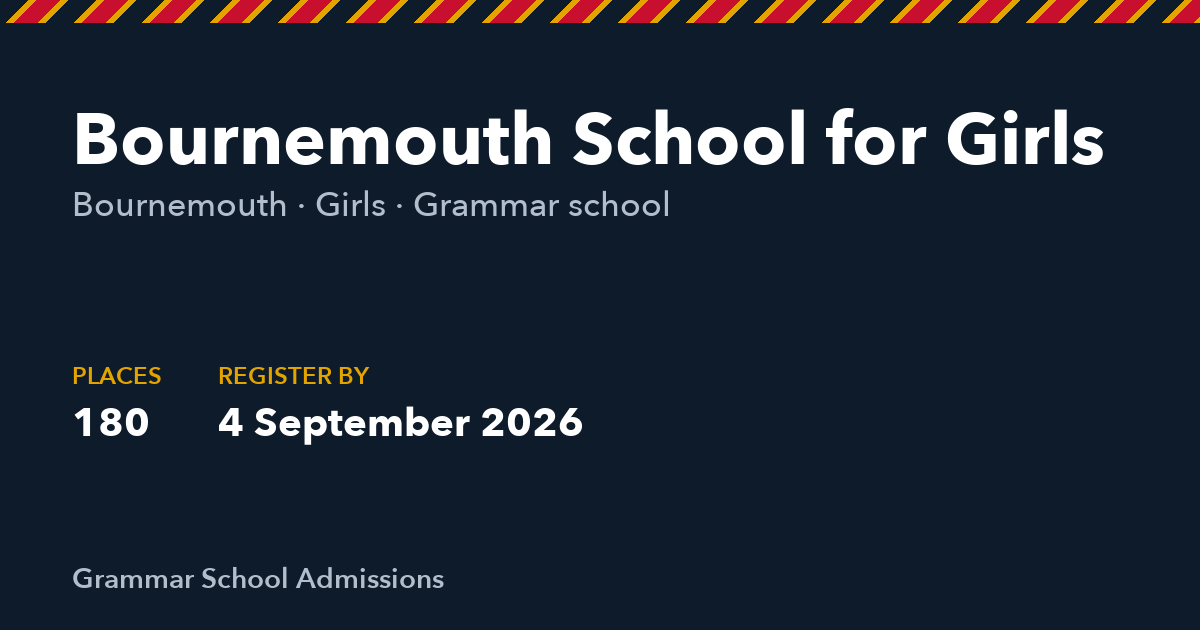 Bournemouth School for Girls
Bournemouth · Girls · Grammar school
PLACES
180
REGISTER BY
4 September 2026
Grammar School Admissions